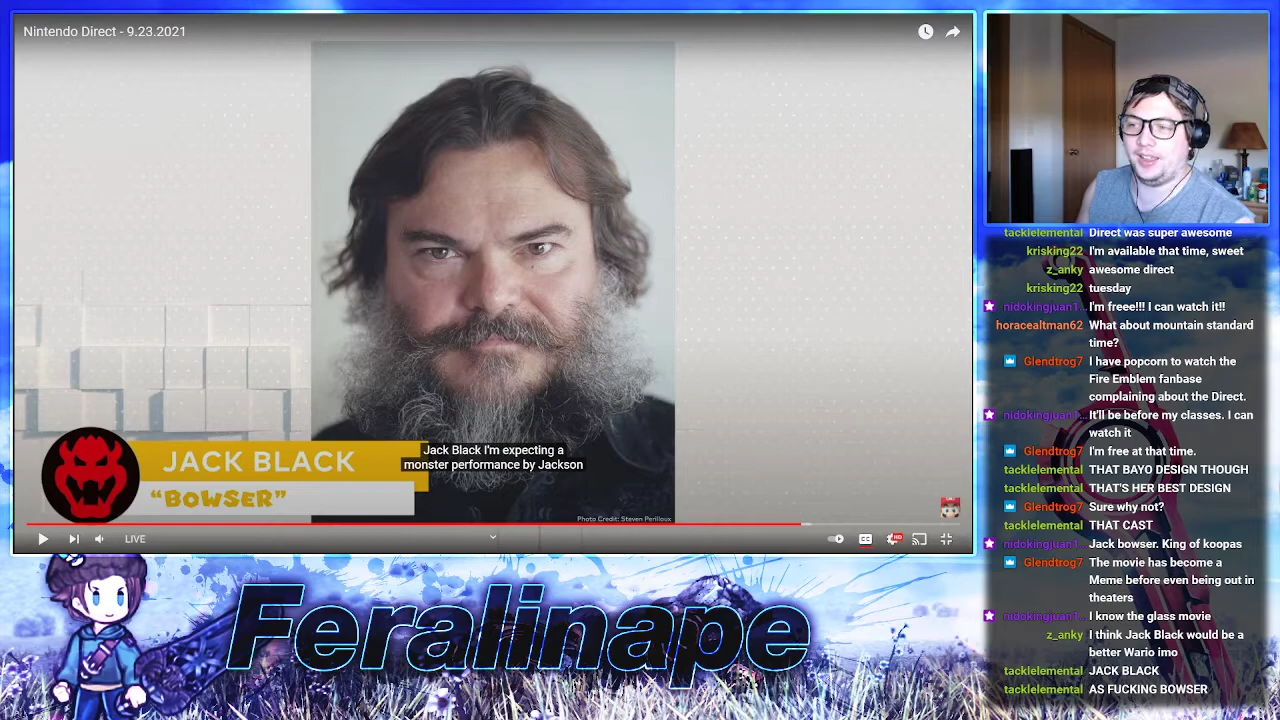 Nintendo Direct - 9.23.2021
JACK BLACK
“BOWSER”
Jack Black I'm expecting a
monster performance by Jackson
Photo Credit: Steven Perilloux
LIVE
CC
HD
Feralinape
tacklelemental Direct was super awesome
krisking22 I'm available that time, sweet
z_anky awesome direct
krisking22 tuesday
nidokingjuan1... I'm freee!!! I can watch it!!
horacealtman62 What about mountain standard
time?
Glendtrog7 I have popcorn to watch the
Fire Emblem fanbase
complaining about the Direct.
nidokingjuan1... It'll be before my classes. I can
watch it
Glendtrog7 I'm free at that time.
tacklelemental THAT BAYO DESIGN THOUGH
tacklelemental THAT'S HER BEST DESIGN
Glendtrog7 Sure why not?
tacklelemental THAT CAST
nidokingjuan1... Jack bowser. King of koopas
Glendtrog7 The movie has become a
Meme before even being out in
theaters
nidokingjuan1... I know the glass movie
z_anky I think Jack Black would be a
better Wario imo
tacklelemental JACK BLACK
tacklelemental AS FUCKING BOWSER